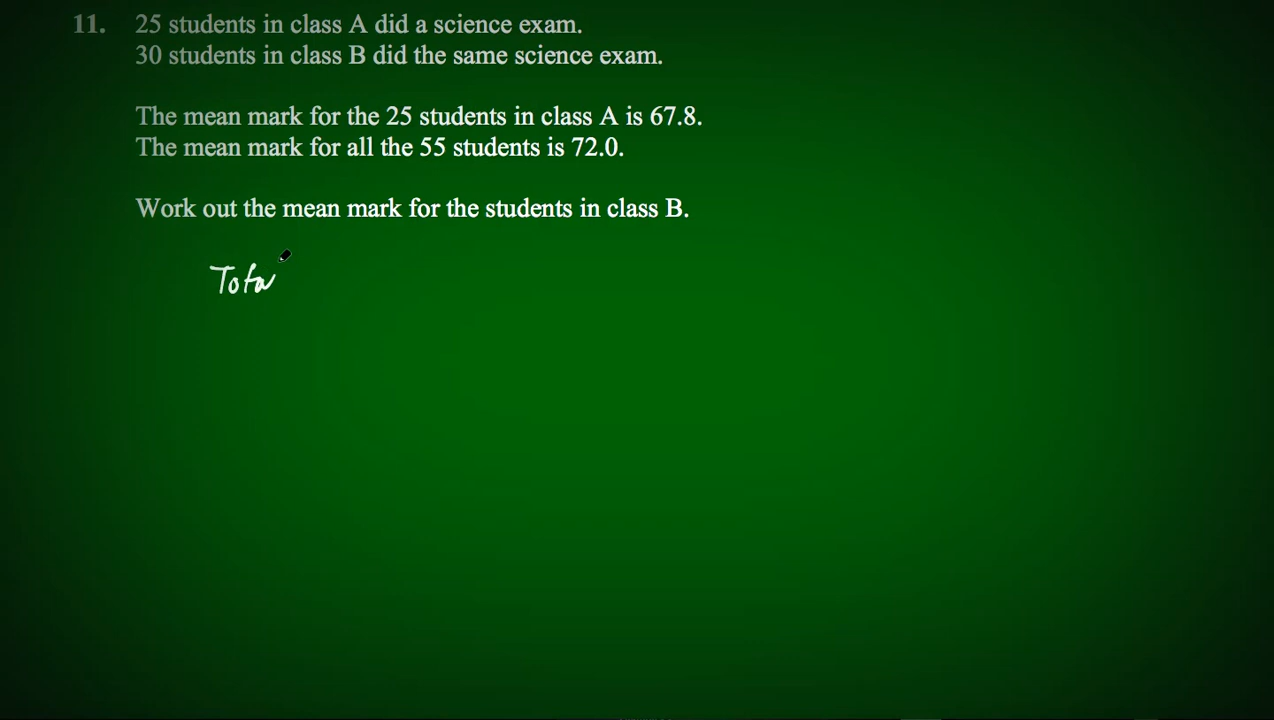 11. 25 students in class A did a science exam.
30 students in class B did the same science exam.
The mean mark for the 25 students in class A is 67.8.
The mean mark for all the 55 students is 72.0.
Work out the mean mark for the students in class B.
Tota